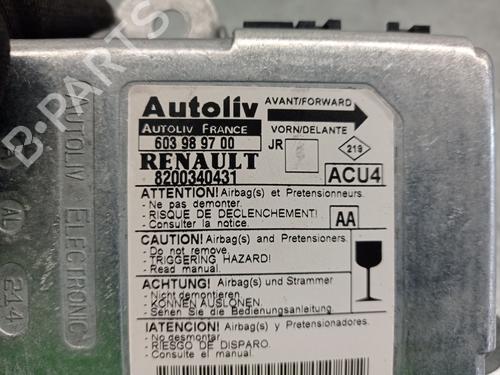 Autoliv
AVANT/FORWARD
AUTOLIV FRANCE
VORN/DELANTE
603 98 97 00
JR
219
RENAULT
8200340431
ACU4
ATTENTION! Airbag(s) et Pretensionneurs.
- Ne pas demonter.
- RISQUE DE DECLENCHEMENT!
- Consulter la notice.
AA
CAUTION! Airbag(s) and Pretensioners.
- Do not remove.
- TRIGGERING HAZARD!
- Read manual.
ACHTUNG! Airbag(s) und Strammer
- Nicht demontieren.
- KÖNNEN AUSLÖNEN.
- Sehen Sie die Bedienungsanleitung.
!ATENCION! Airbag(s) y Pretensionadores.
- No desmontar.
- RIESGO DE DISPARO.
- Consulte el manual.
AUTOLIV ELECTRONIC
214
B-PARTS